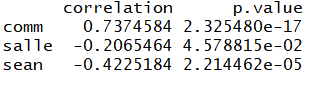 correlation p.value
comm 0.7374584 2.325480e-17
salle -0.2065464 4.578815e-02
sean -0.4225184 2.214462e-05